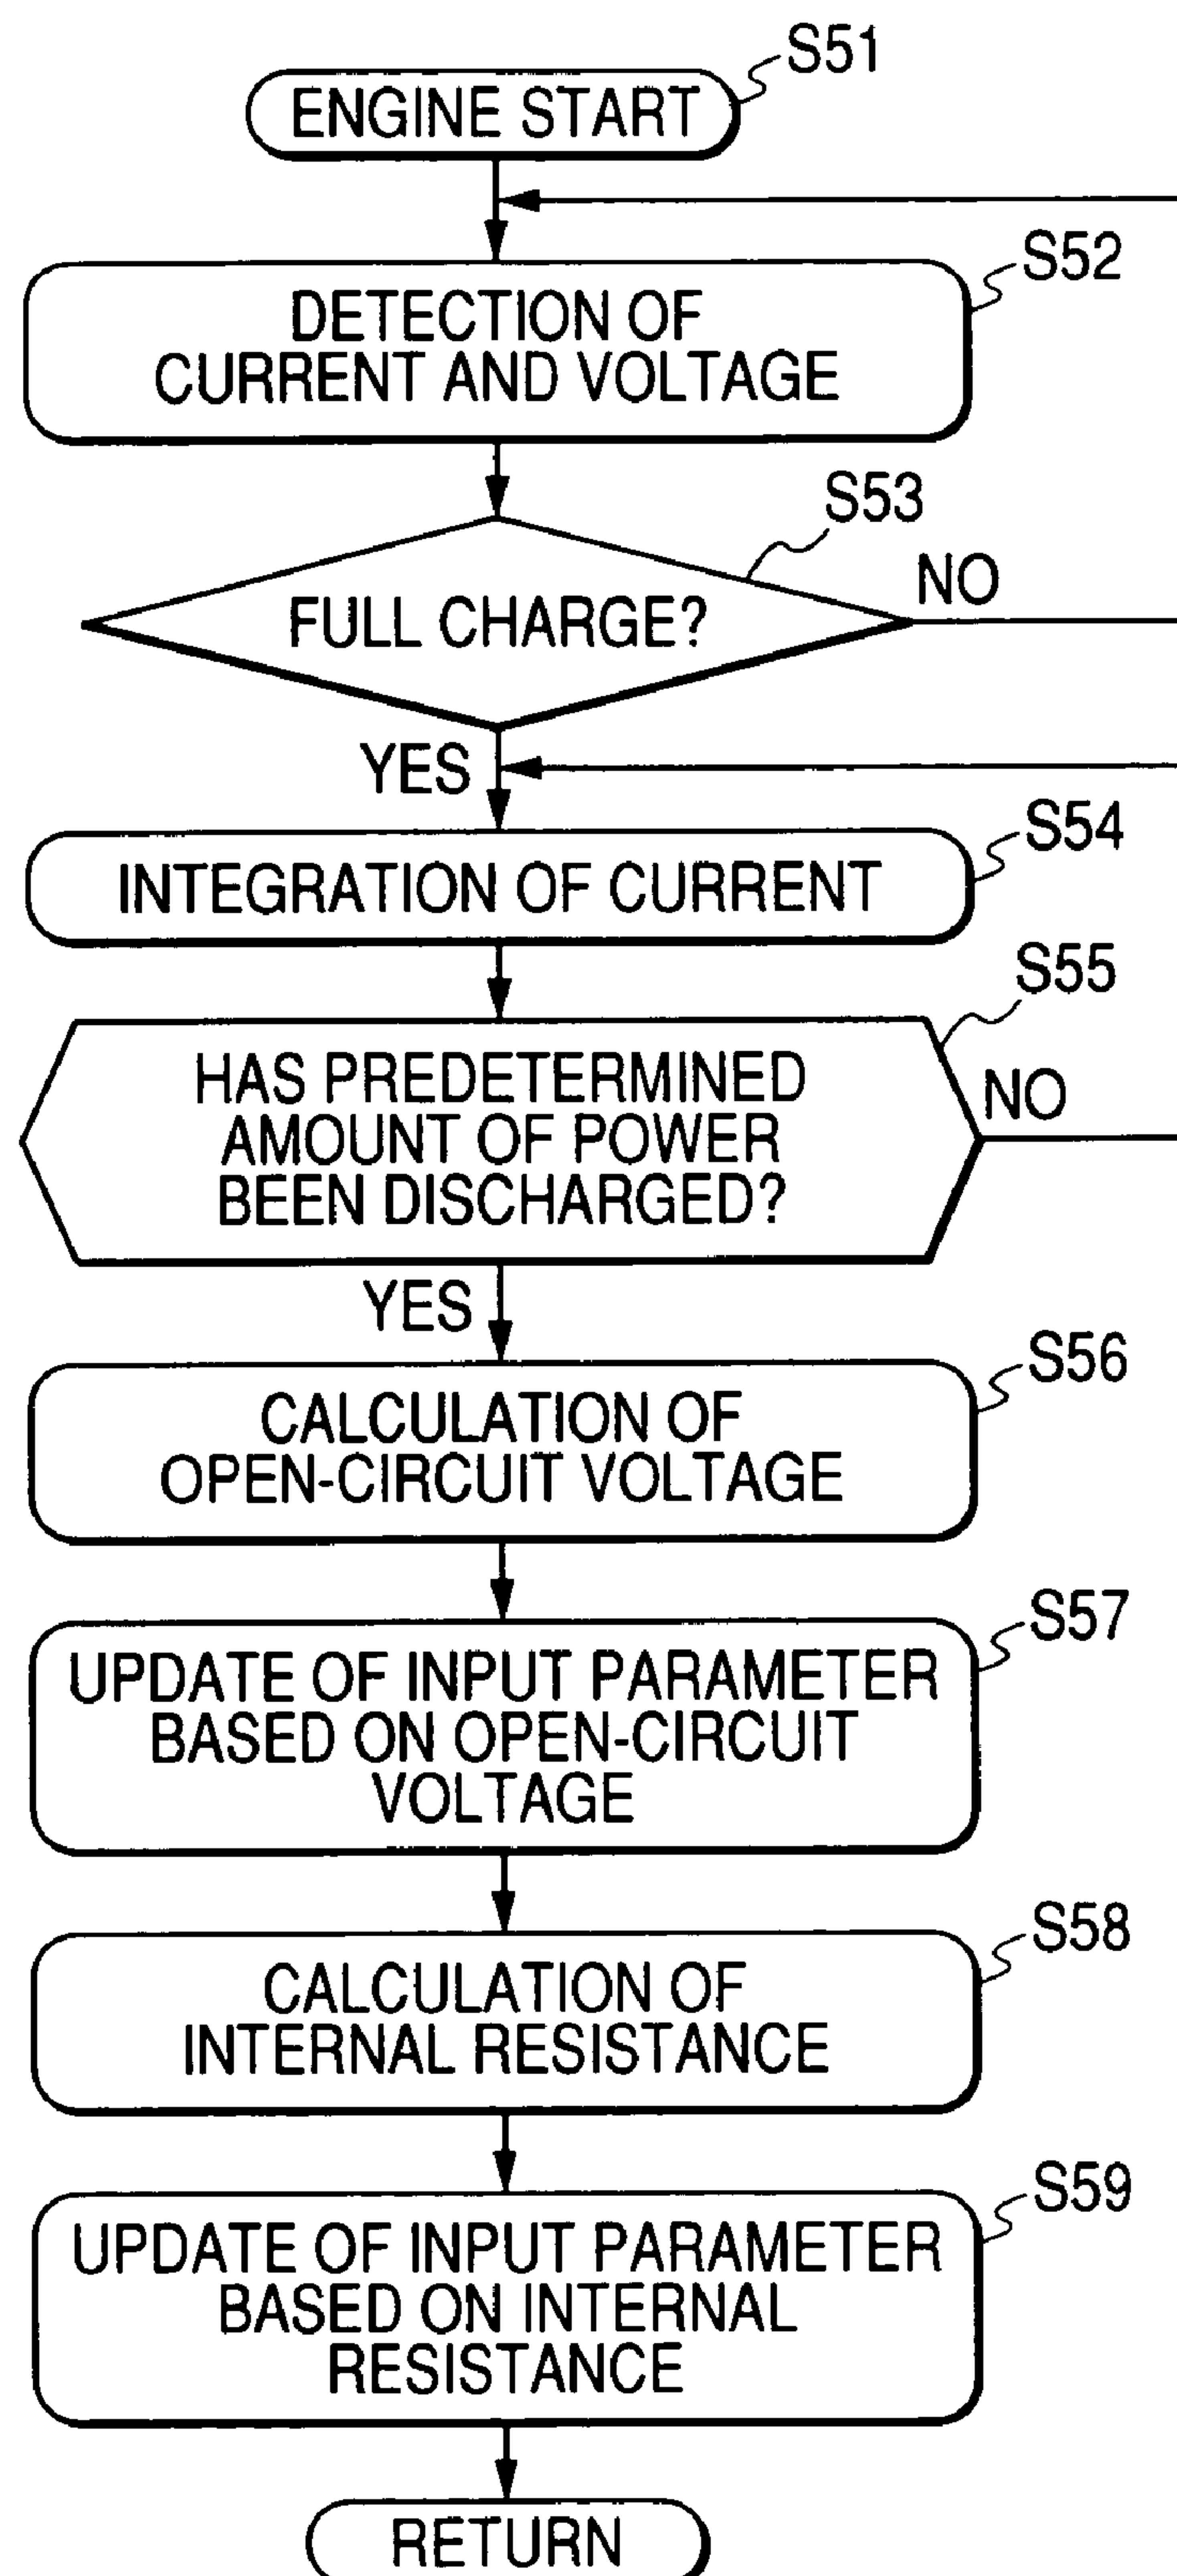 S51
ENGINE START
S52
DETECTION OF
CURRENT AND VOLTAGE
S53
NO
FULL CHARGE?
YES
S54
INTEGRATION OF CURRENT
S55
HAS PREDETERMINED
NO
AMOUNT OF POWER
BEEN DISCHARGED?
YES
S56
CALCULATION OF
OPEN-CIRCUIT VOLTAGE
S57
UPDATE OF INPUT PARAMETER
BASED ON OPEN-CIRCUIT
VOLTAGE
S58
CALCULATION OF
INTERNAL RESISTANCE
S59
UPDATE OF INPUT PARAMETER
BASED ON INTERNAL
RESISTANCE
RETURN